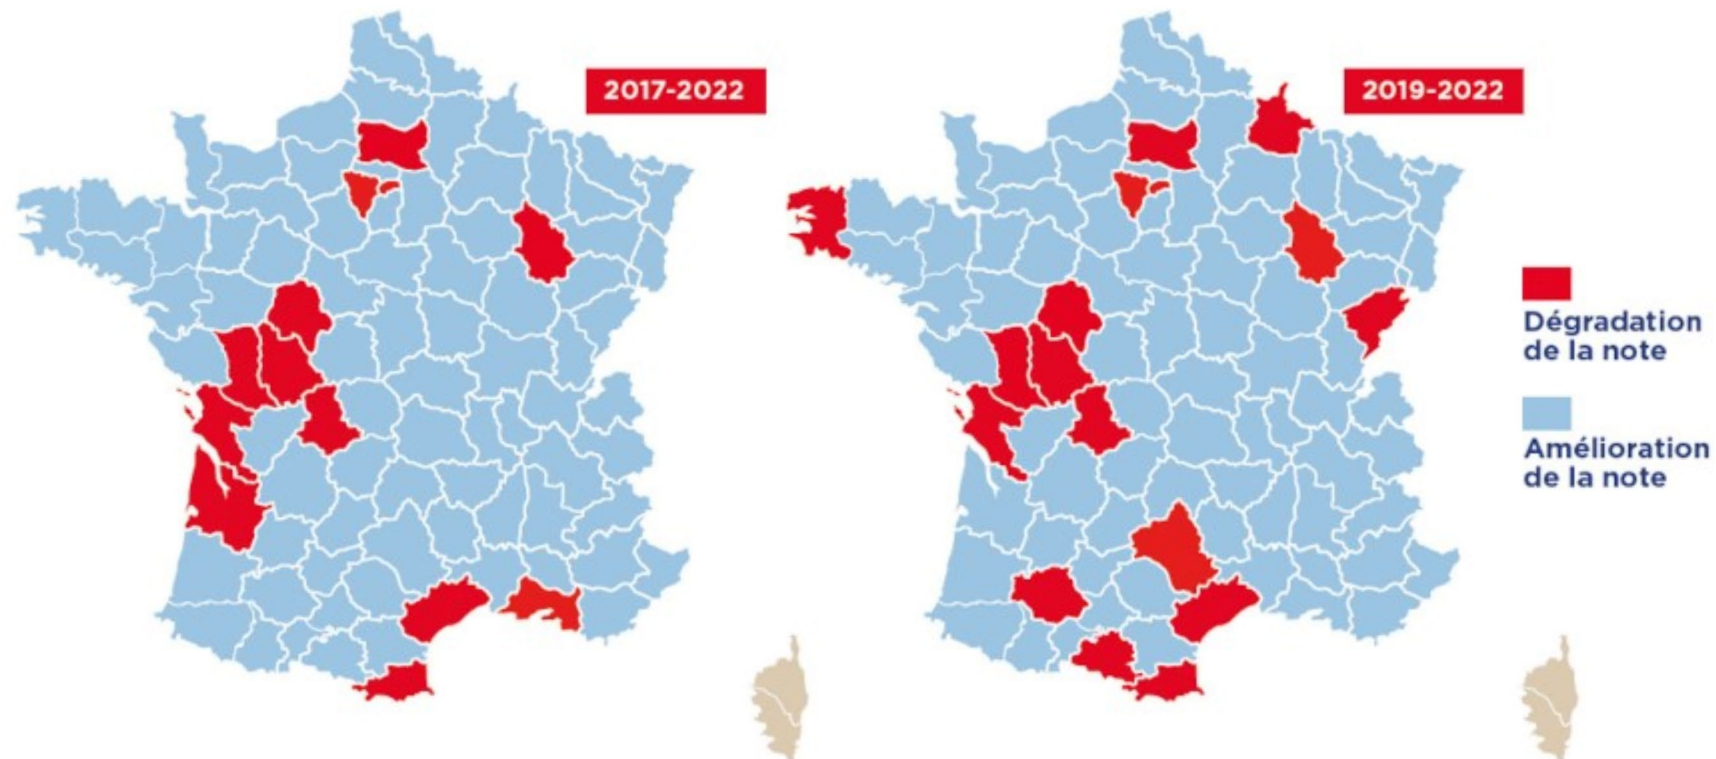 2017-2022
2019-2022
Dégradation
de la note
Amélioration
de la note